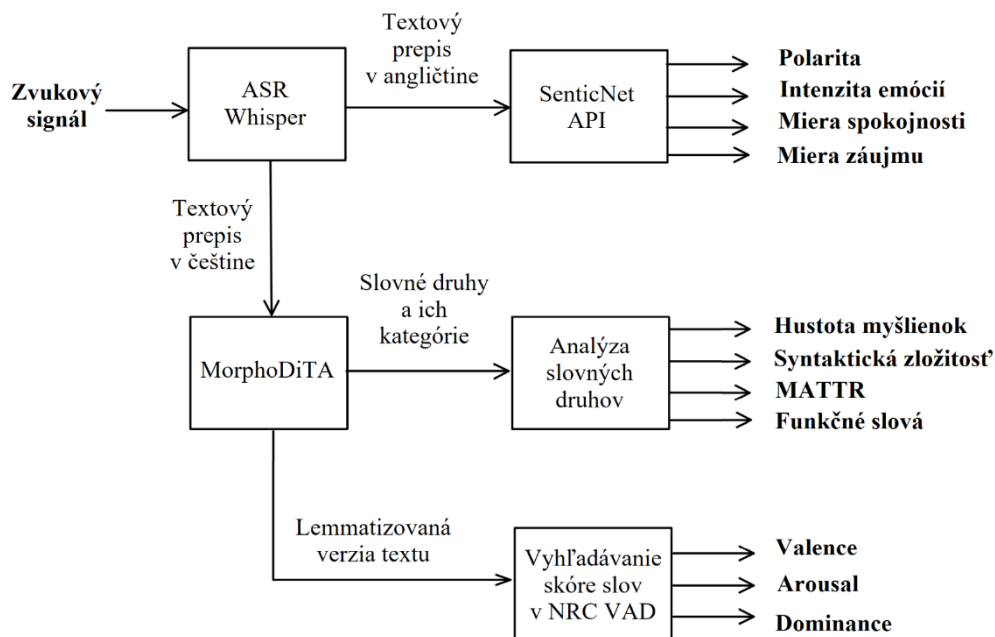 Zvukový
signál
ASR
Whisper
Textový
prepis
v angličtine
SenticNet
API
Polarita
Intenzita emócií
Miera spokojnosti
Miera záujmu
Textový
prepis
v češtine
MorphoDiTA
Slovné druhy
a ich
kategórie
Analýza
slovných
druhov
Hustota myšlienok
Syntaktická zložitosť
MATTR
Funkčné slová
Lemmatizovaná
verzia textu
Vyhľadávanie
skóre slov
v NRC VAD
Valence
Arousal
Dominance